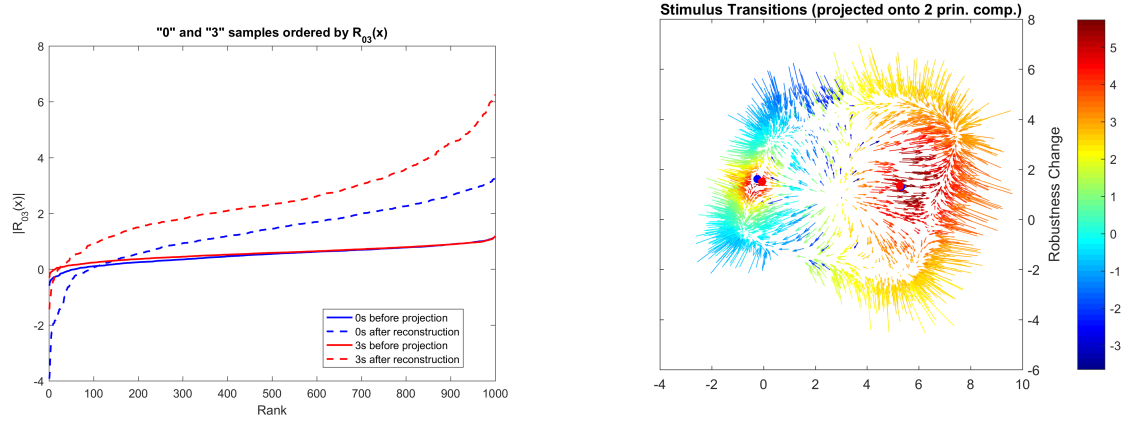 "0" and "3" samples ordered by R03(x)
8
6
4
2
0
-2
-4
|R03(x)|
0 100 200 300 400 500 600 700 800 900 1000
Rank
0s before projection
0s after reconstruction
3s before projection
3s after reconstruction
Stimulus Transitions (projected onto 2 prin. comp.)
8
6
4
2
0
-2
-4
-6
-4 -2 0 2 4 6 8 10
Robustness Change
5
4
3
2
1
0
-1
-2
-3